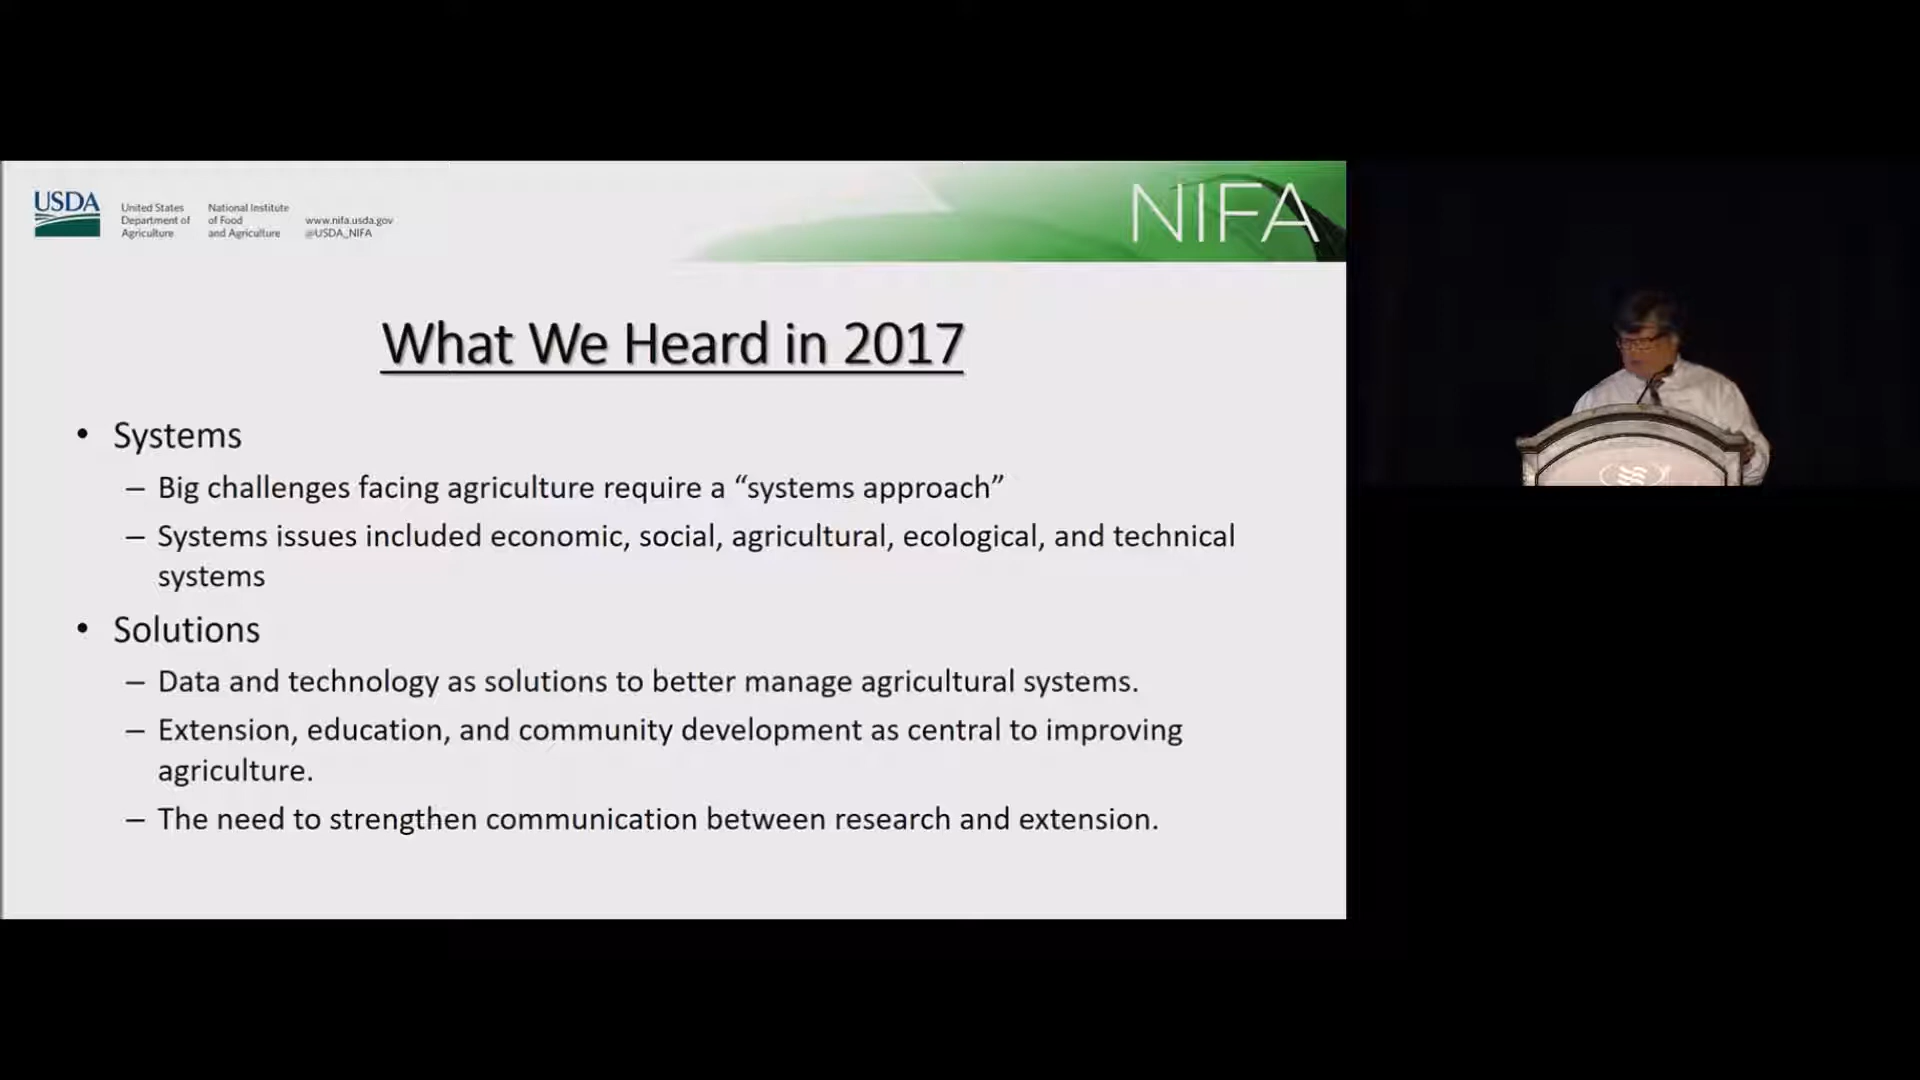 USDA
United States
Department of
Agriculture
National Institute
of Food
and Agriculture
www.nifa.usda.gov
@USDA_NIFA
NIFA
What We Heard in 2017
• Systems
– Big challenges facing agriculture require a “systems approach”
– Systems issues included economic, social, agricultural, ecological, and technical
systems
• Solutions
– Data and technology as solutions to better manage agricultural systems.
– Extension, education, and community development as central to improving
agriculture.
– The need to strengthen communication between research and extension.